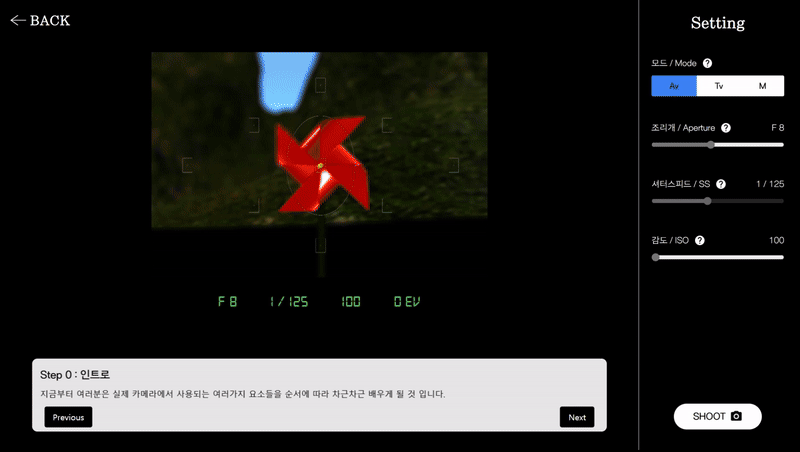 BACK
F 8 1/125 100 0 EV
Step 0 : 인트로
지금부터 여러분은 실제 카메라에서 사용되는 여러가지 요소들을 순서에 따라 차근차근 배우게 될 것 입니다.
Previous Next
Setting
모드 / Mode ?
Av Tv M
조리개 / Aperture ? F 8
셔터스피드 / SS ? 1 / 125
감도 / ISO ? 100
SHOOT